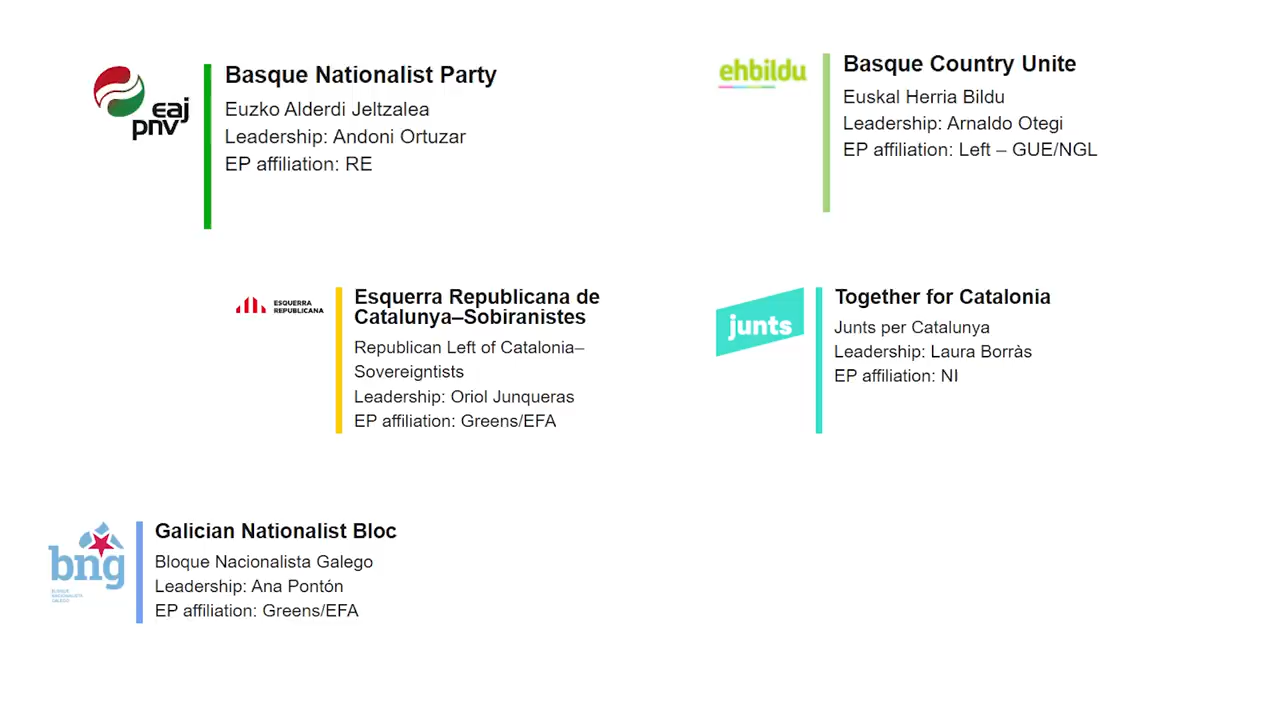 eaj
pnv
Basque Nationalist Party
Euzko Alderdi Jeltzalea
Leadership: Andoni Ortuzar
EP affiliation: RE
ehbildu
Basque Country Unite
Euskal Herria Bildu
Leadership: Arnaldo Otegi
EP affiliation: Left – GUE/NGL
ESQUERRA
REPUBLICANA
Esquerra Republicana de
Catalunya–Sobiranistes
Republican Left of Catalonia–
Sovereigntists
Leadership: Oriol Junqueras
EP affiliation: Greens/EFA
junts
Together for Catalonia
Junts per Catalunya
Leadership: Laura Borràs
EP affiliation: NI
bng
BLOQUE
NACIONALISTA
GALEGO
Galician Nationalist Bloc
Bloque Nacionalista Galego
Leadership: Ana Pontón
EP affiliation: Greens/EFA